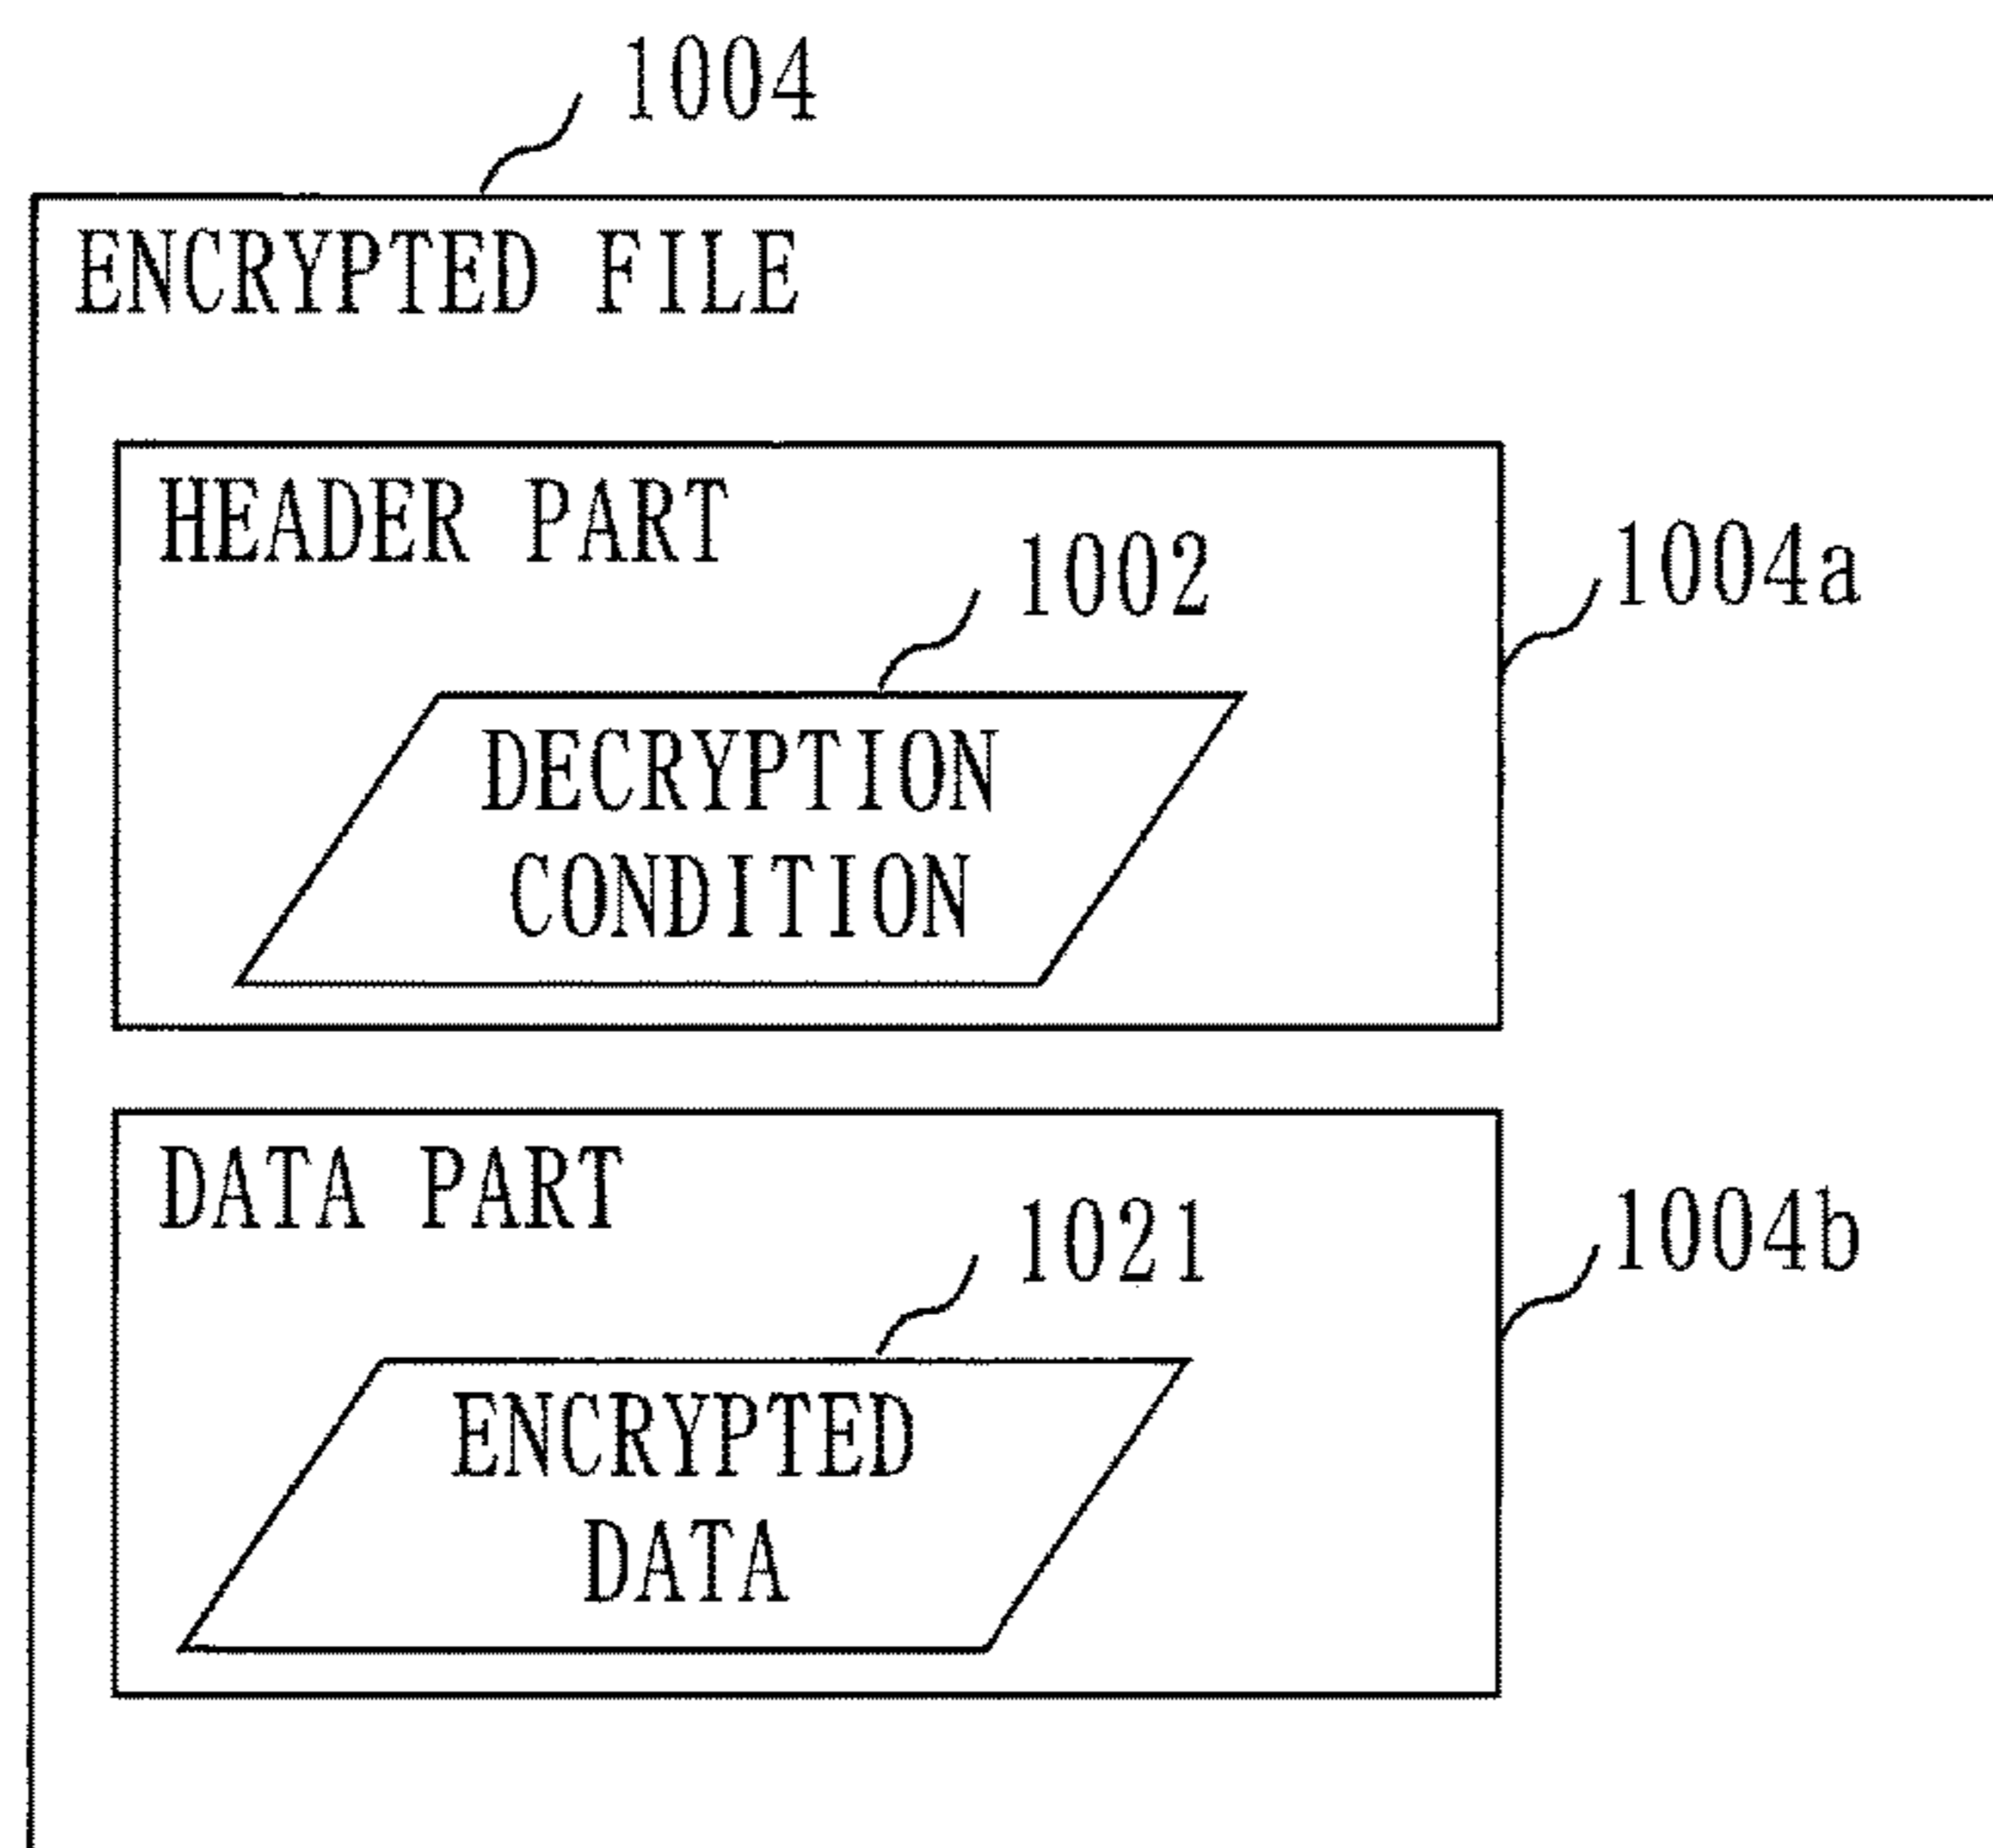 1004
ENCRYPTED FILE
HEADER PART
1002
1004a
DECRYPTION
CONDITION
DATA PART
1021
1004b
ENCRYPTED
DATA